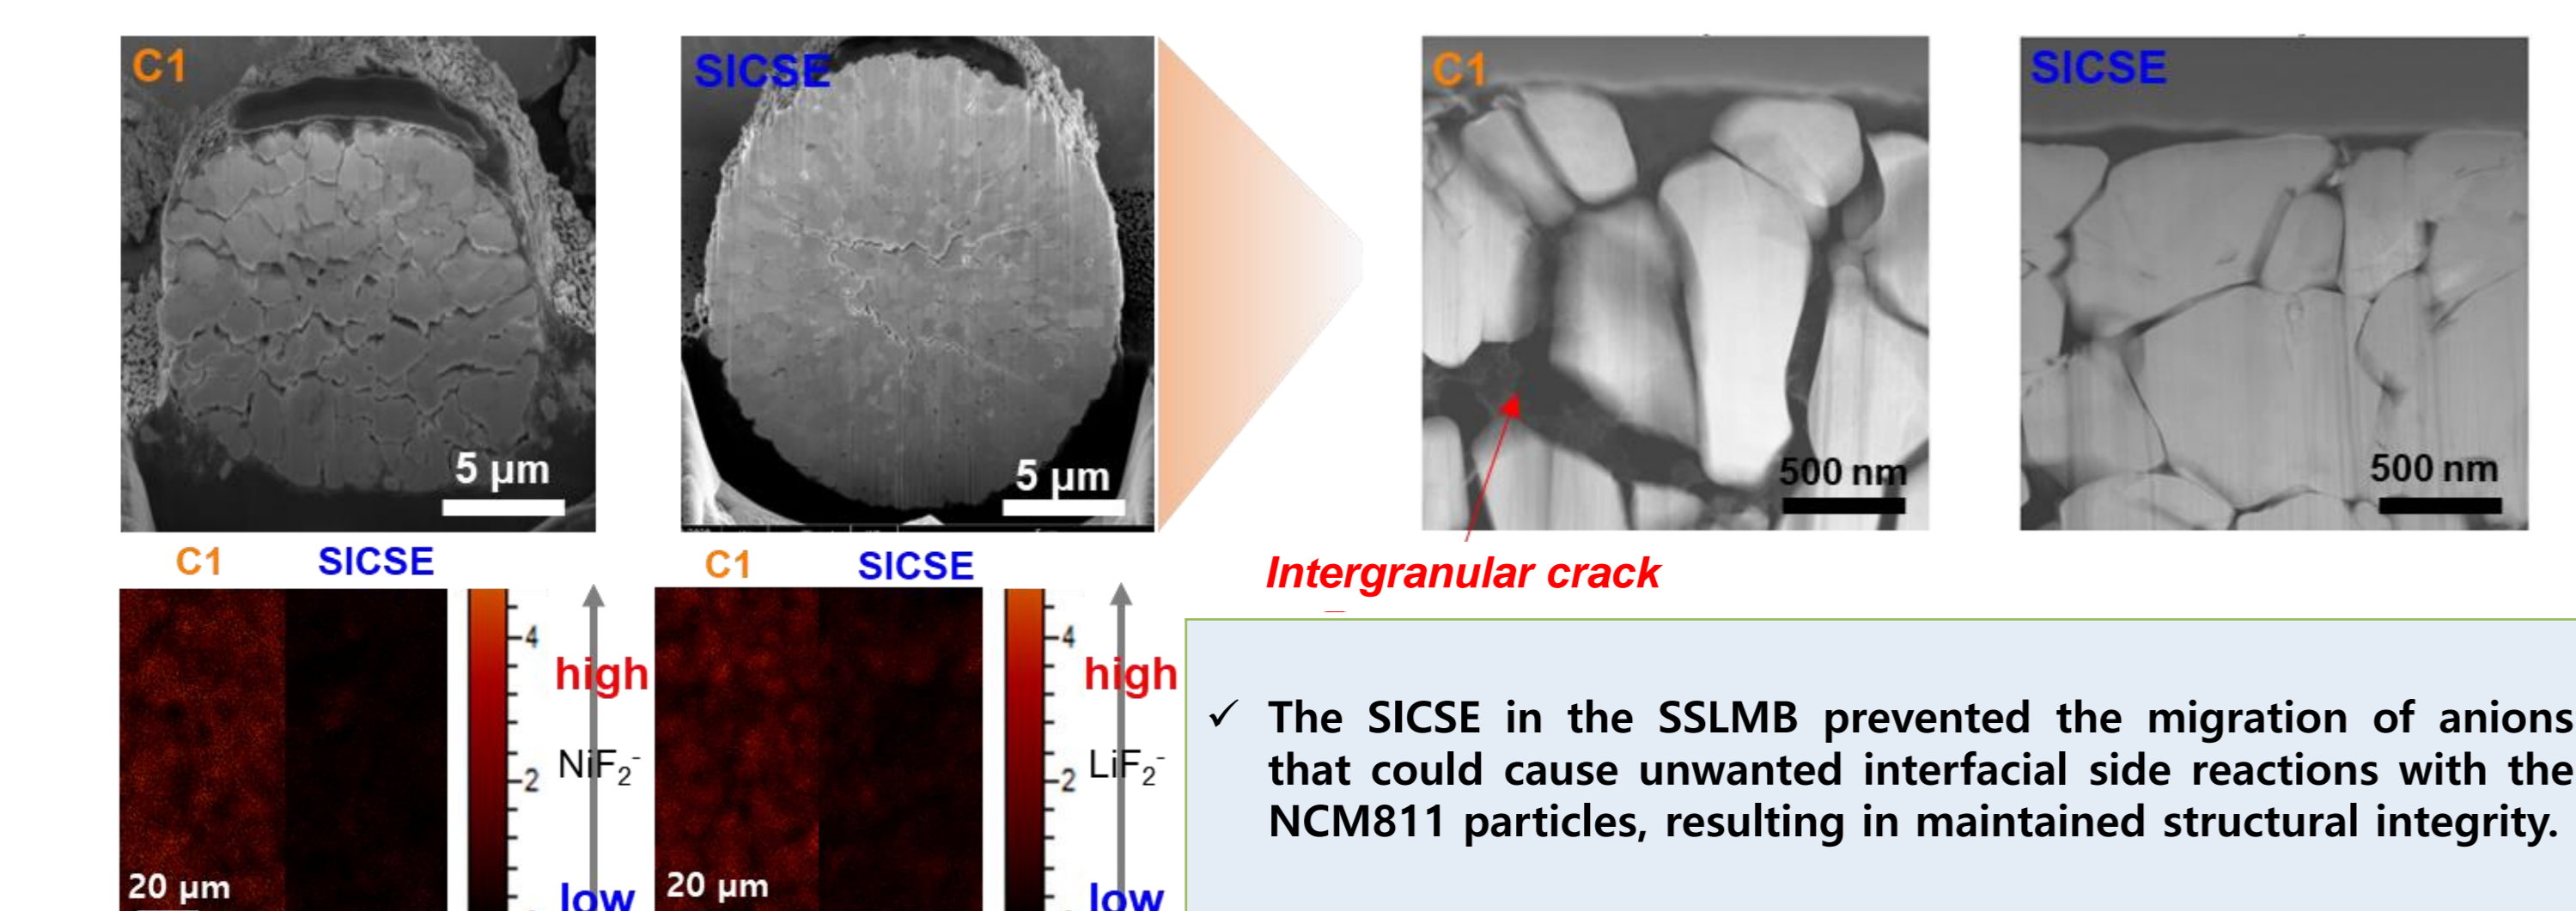 C1
SICSE
5 μm
5 μm
C1
SICSE
500 nm
500 nm
Intergranular crack
C1
SICSE
4
high
NiF₂⁻
2
20 μm
low
C1
SICSE
4
high
LiF₂⁻
2
20 μm
low
✓ The SICSE in the SSLMB prevented the migration of anions
that could cause unwanted interfacial side reactions with the
NCM811 particles, resulting in maintained structural integrity.